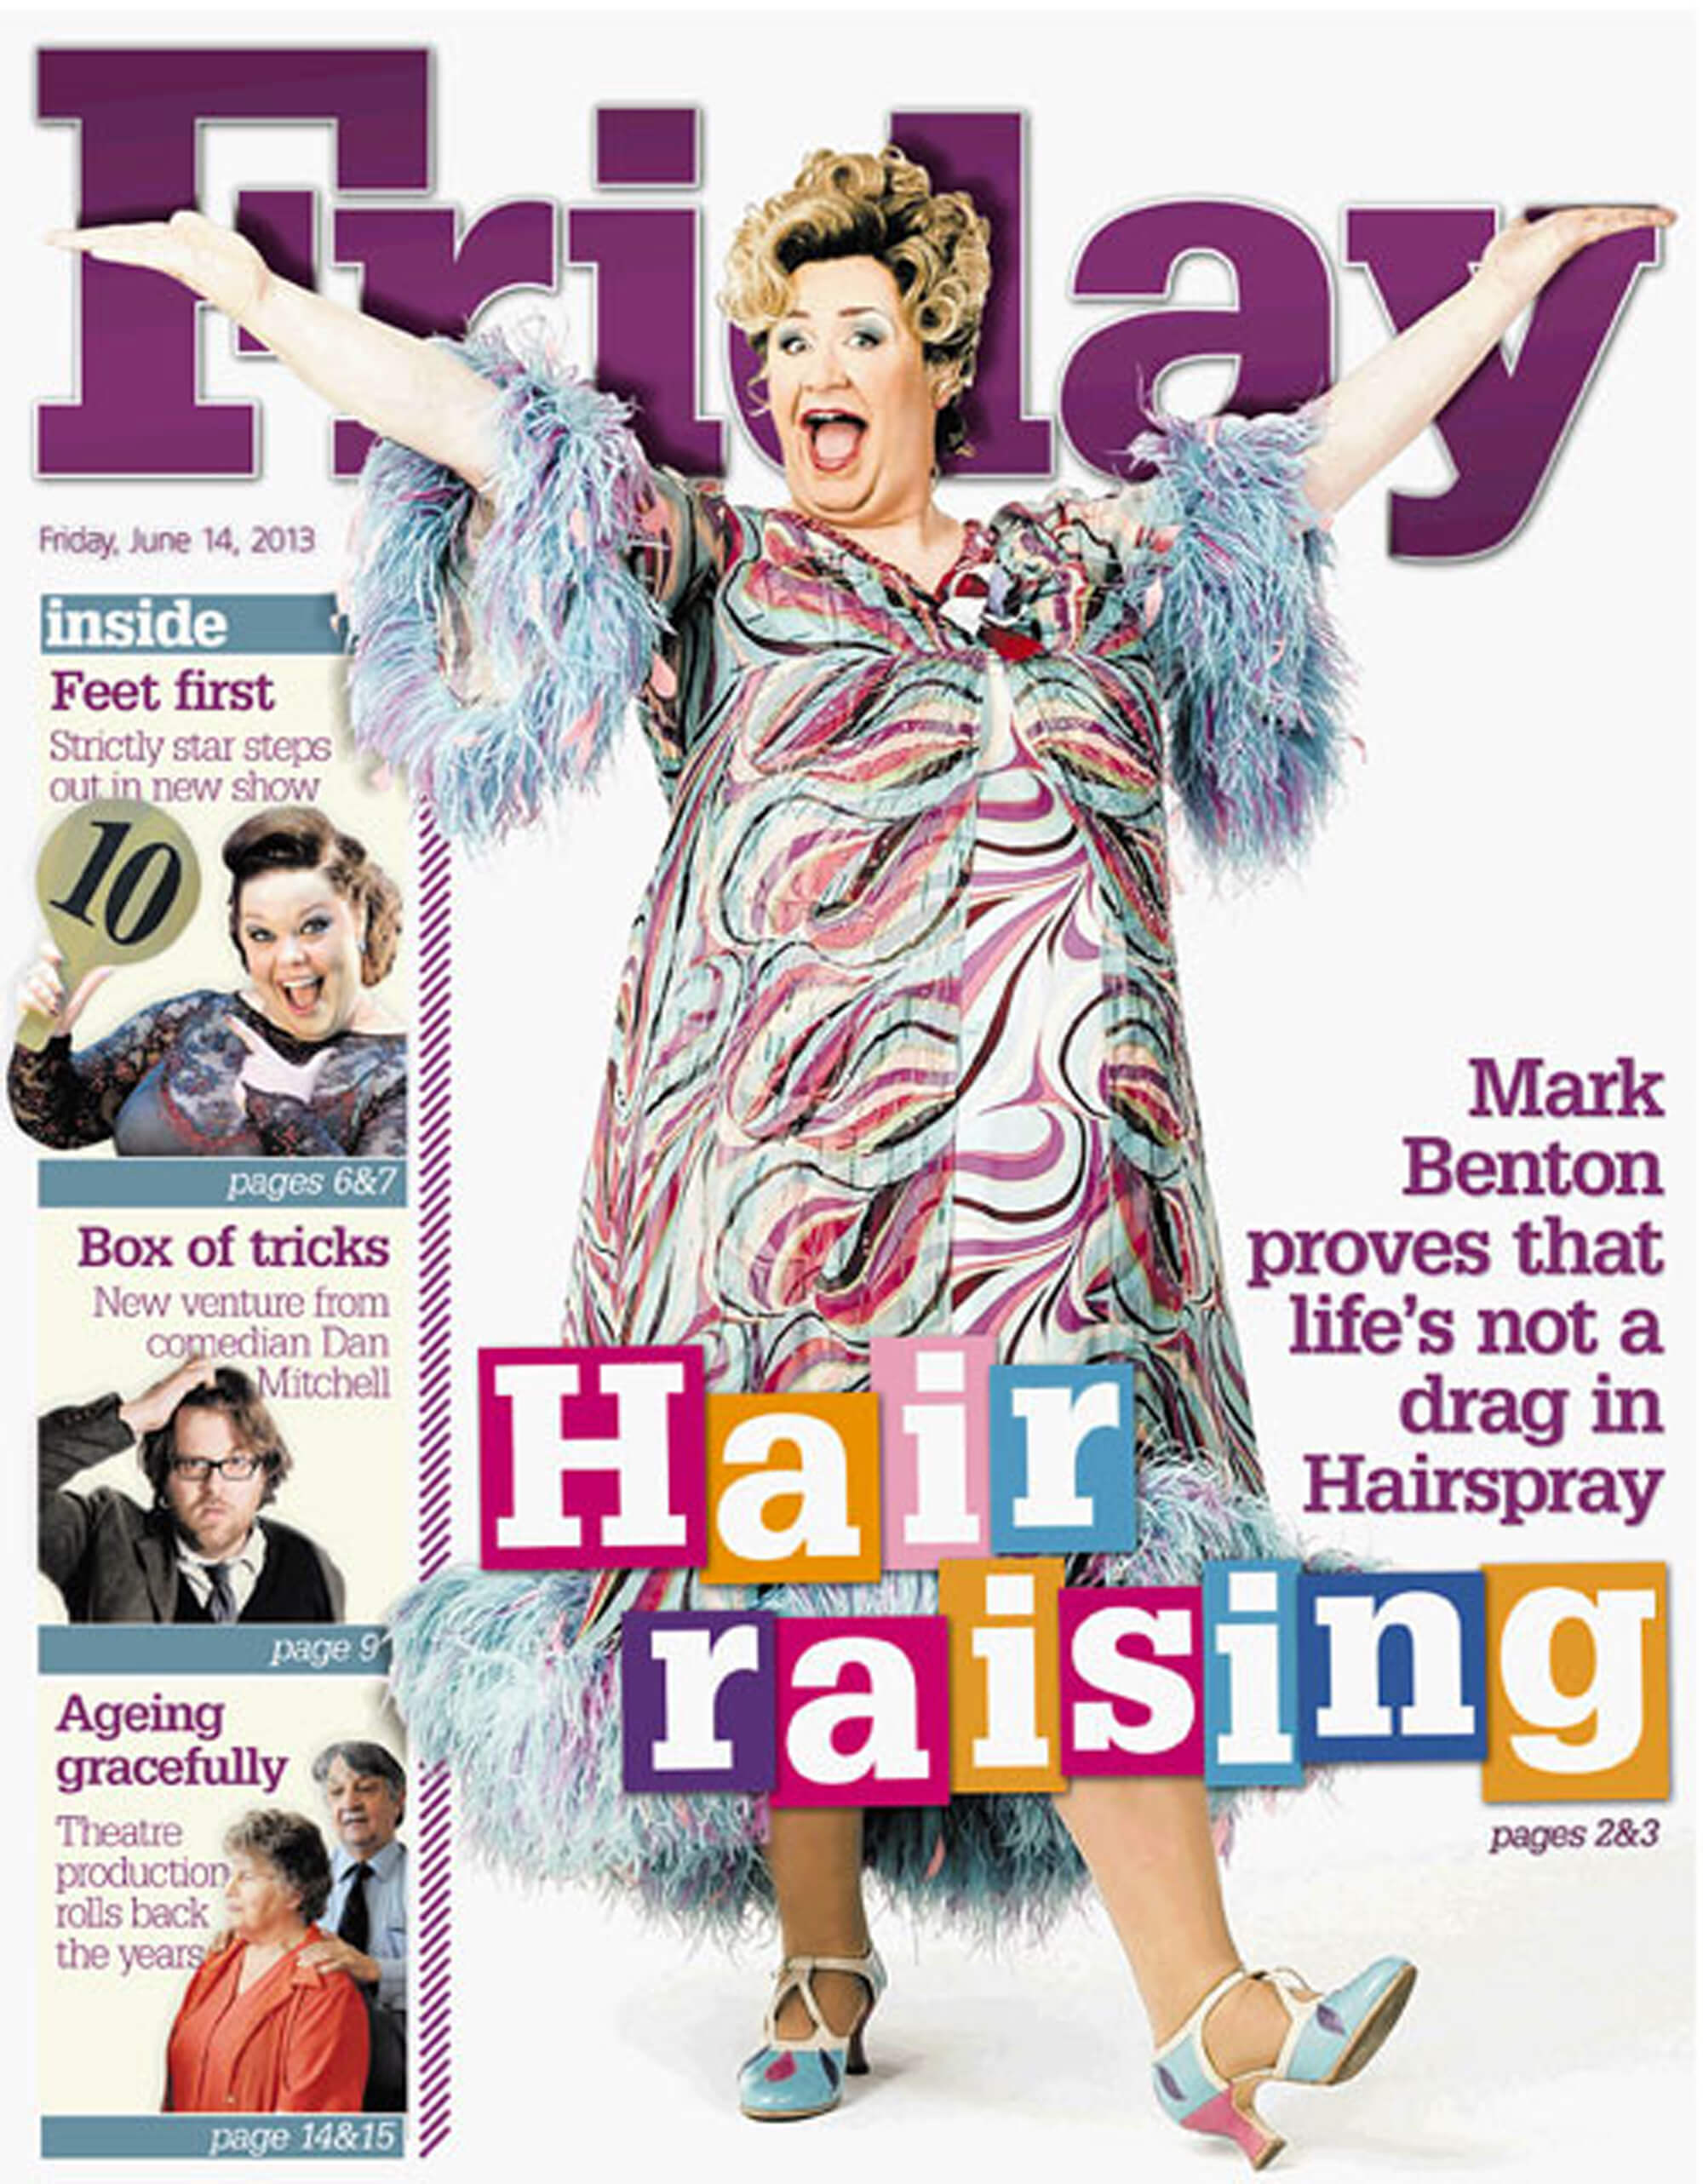 Friday
Friday, June 14, 2013
inside
Feet first
Strictly star steps
out in new show
10
pages 6&7
Box of tricks
New venture from
comedian Dan
Mitchell
page 9
Ageing
gracefully
Theatre
production
rolls back
the years
page 14&15
Mark
Benton
proves that
life's not a
drag in
Hairspray
Hair
raising
pages 2&3